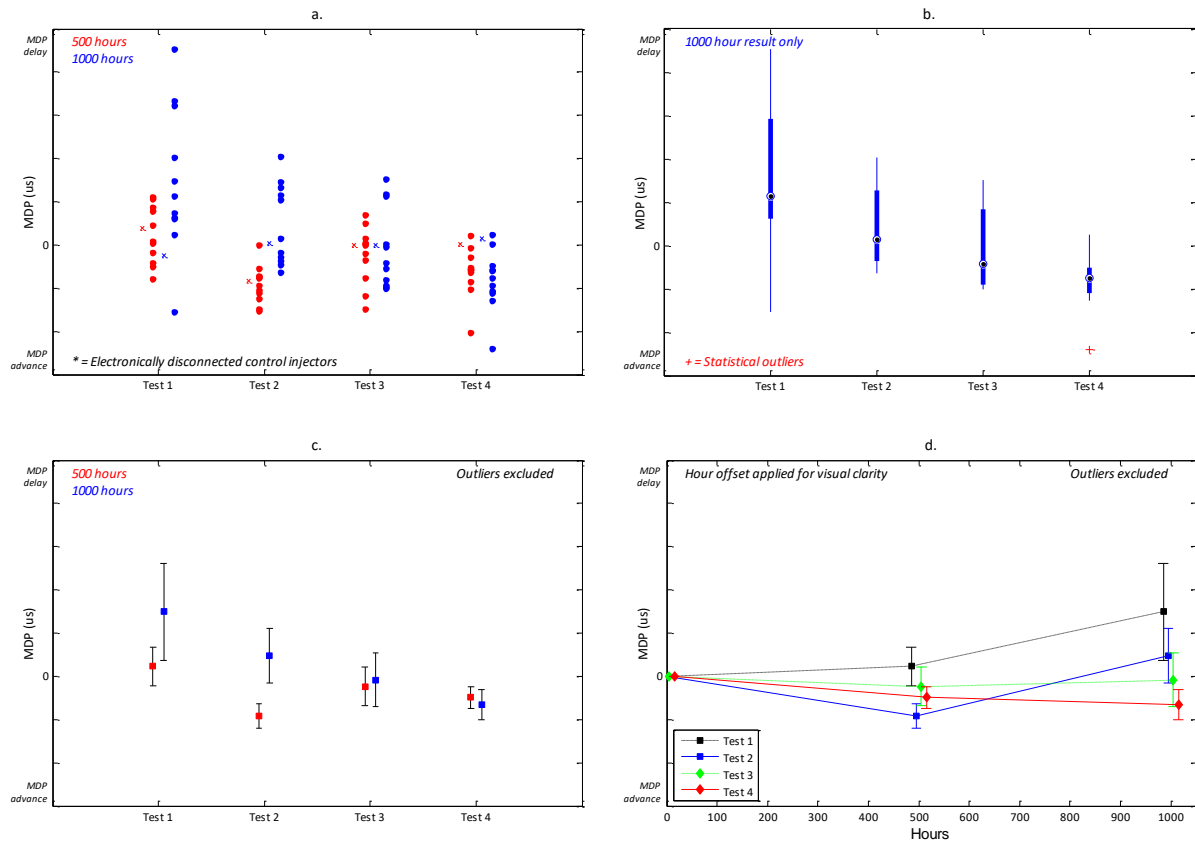 a.
MDP
delay
500 hours
1000 hours
MDP (us)
0
MDP
advance
* = Electronically disconnected control injectors
Test 1
Test 2
Test 3
Test 4
b.
MDP
delay
1000 hour result only
MDP (us)
0
MDP
advance
+ = Statistical outliers
Test 1
Test 2
Test 3
Test 4
c.
MDP
delay
500 hours
1000 hours
Outliers excluded
MDP (us)
0
MDP
advance
Test 1
Test 2
Test 3
Test 4
d.
MDP
delay
Hour offset applied for visual clarity
Outliers excluded
MDP (us)
0
Test 1
Test 2
Test 3
Test 4
MDP
advance
0 100 200 300 400 500 600 700 800 900 1000
Hours